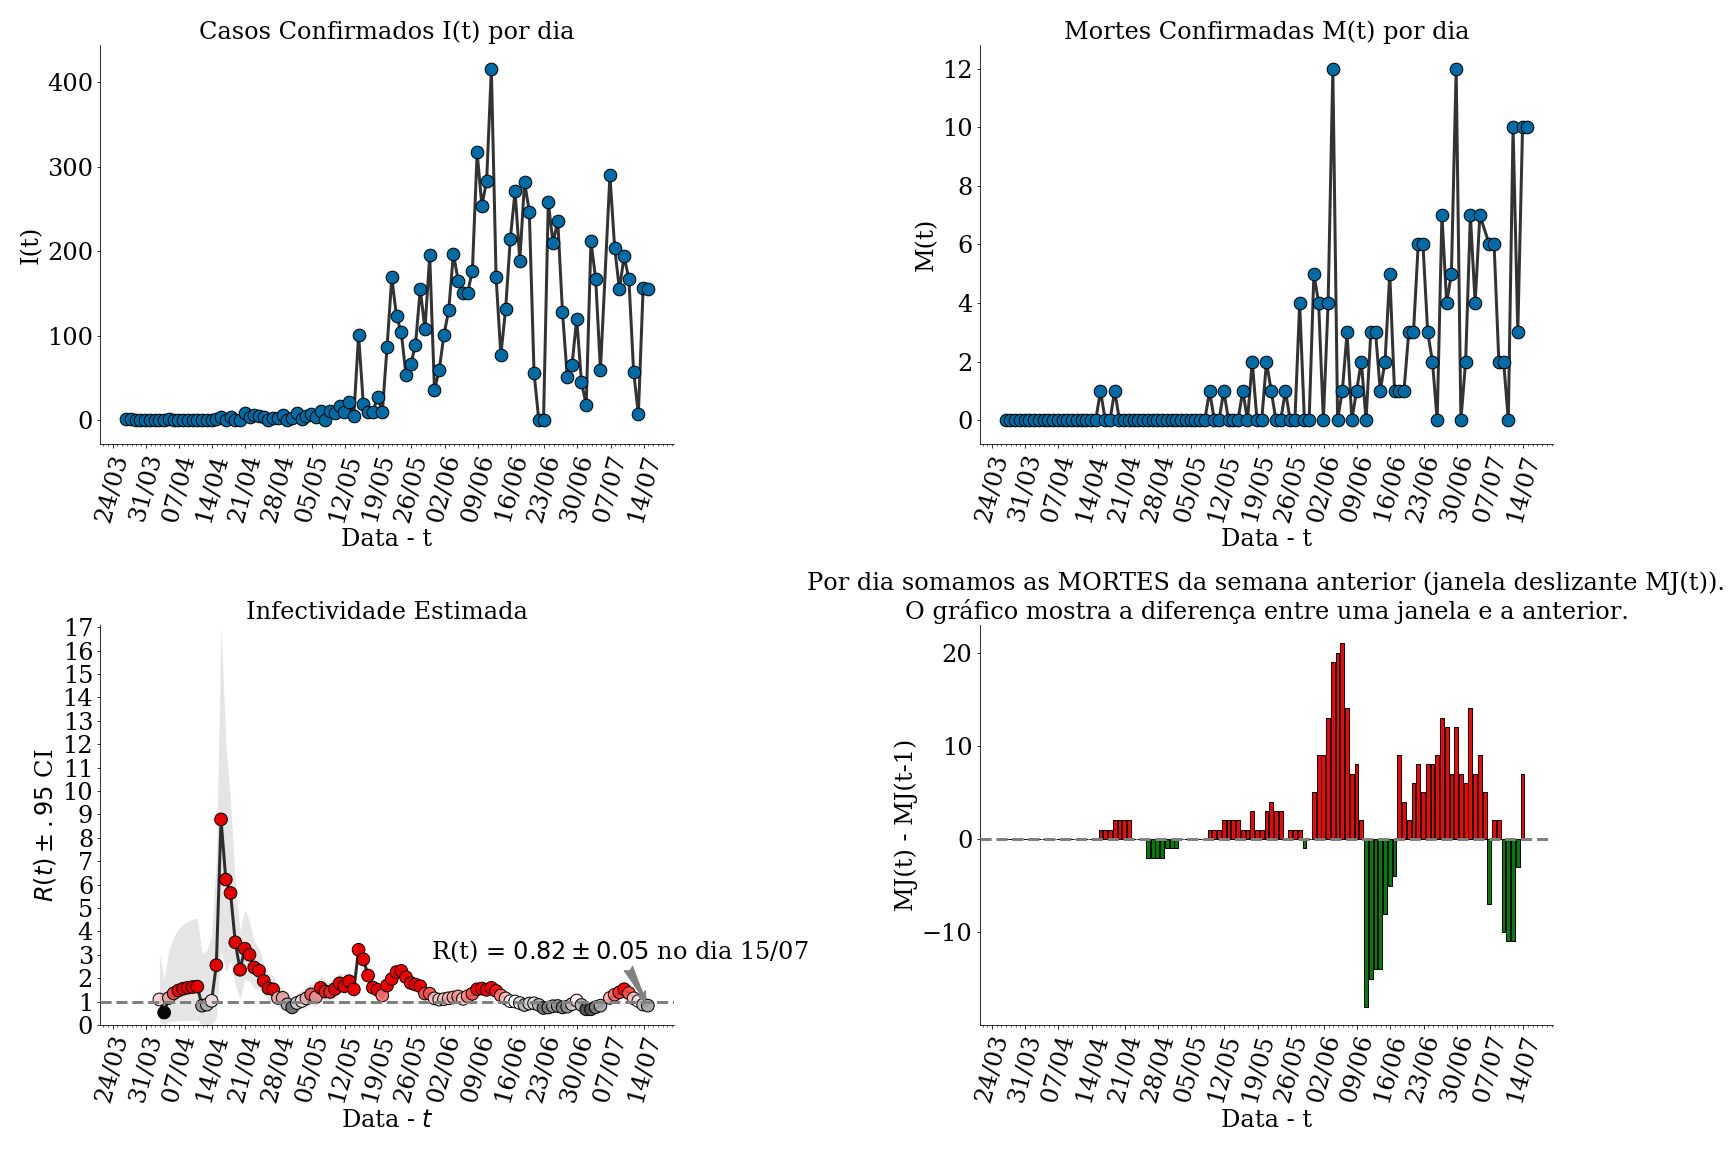 Casos Confirmados I(t) por dia
400
300
200
100
0
I(t)
24/03 31/03 07/04 14/04 21/04 28/04 05/05 12/05 19/05 26/05 02/06 09/06 16/06 23/06 30/06 07/07 14/07
Data - t
Mortes Confirmadas M(t) por dia
12
10
8
6
4
2
0
M(t)
24/03 31/03 07/04 14/04 21/04 28/04 05/05 12/05 19/05 26/05 02/06 09/06 16/06 23/06 30/06 07/07 14/07
Data - t
Infectividade Estimada
17
16
15
14
13
12
11
10
9
8
7
6
5
4
3
2
1
0
R(t) ± .95 CI
R(t) = 0.82 ± 0.05 no dia 15/07
24/03 31/03 07/04 14/04 21/04 28/04 05/05 12/05 19/05 26/05 02/06 09/06 16/06 23/06 30/06 07/07 14/07
Data - t
Por dia somamos as MORTES da semana anterior (janela deslizante MJ(t)).
O gráfico mostra a diferença entre uma janela e a anterior.
20
10
0
−10
MJ(t) - MJ(t-1)
24/03 31/03 07/04 14/04 21/04 28/04 05/05 12/05 19/05 26/05 02/06 09/06 16/06 23/06 30/06 07/07 14/07
Data - t